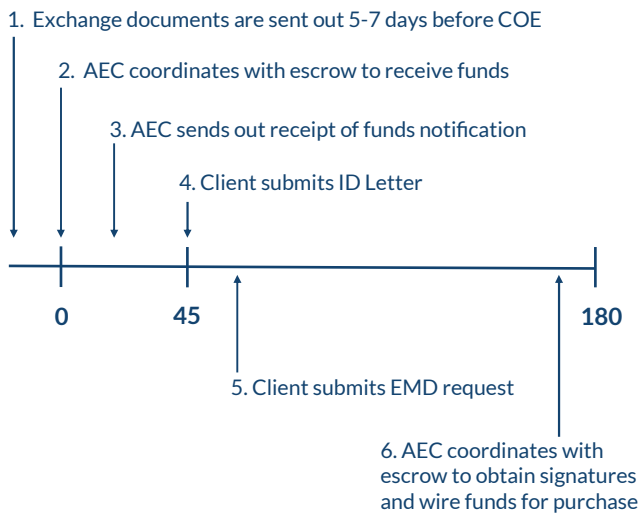 1. Exchange documents are sent out 5-7 days before COE
2. AEC coordinates with escrow to receive funds
3. AEC sends out receipt of funds notification
4. Client submits ID Letter
0
45
180
5. Client submits EMD request
6. AEC coordinates with
escrow to obtain signatures
and wire funds for purchase